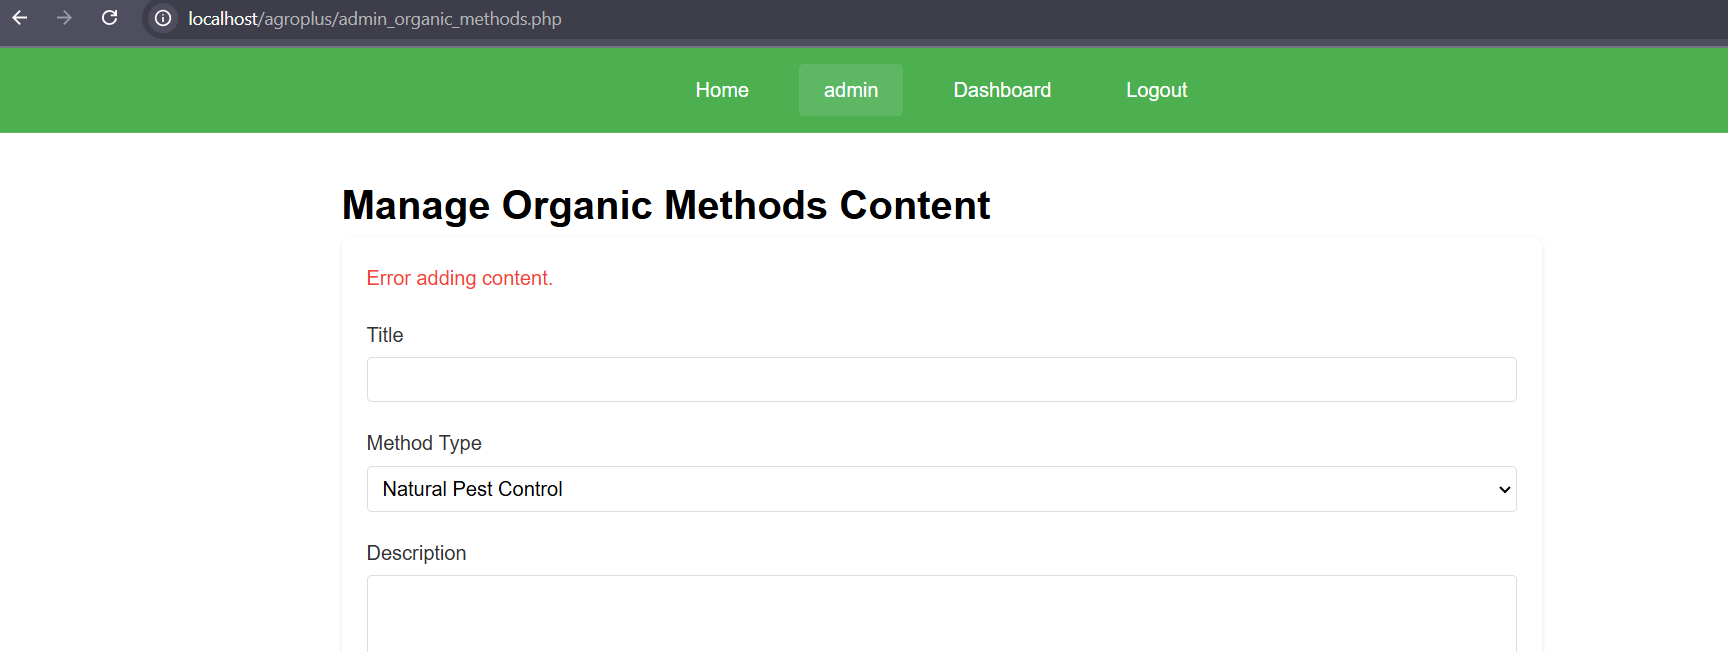 localhost/agroplus/admin_organic_methods.php
Home admin Dashboard Logout
Manage Organic Methods Content
Error adding content.
Title
Method Type
Natural Pest Control
Description